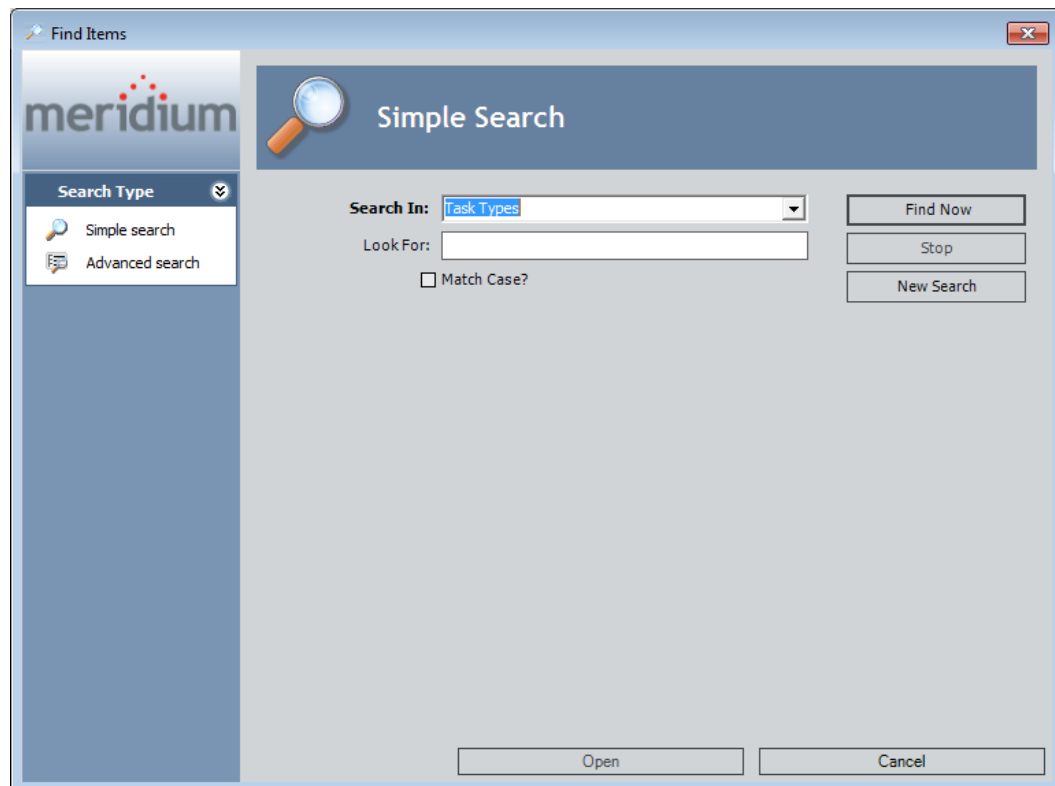 Find Items
meridium
Simple Search
Search Type
Simple search
Advanced search
Search In: Task Types
Look For:
Match Case?
Find Now
Stop
New Search
Open
Cancel